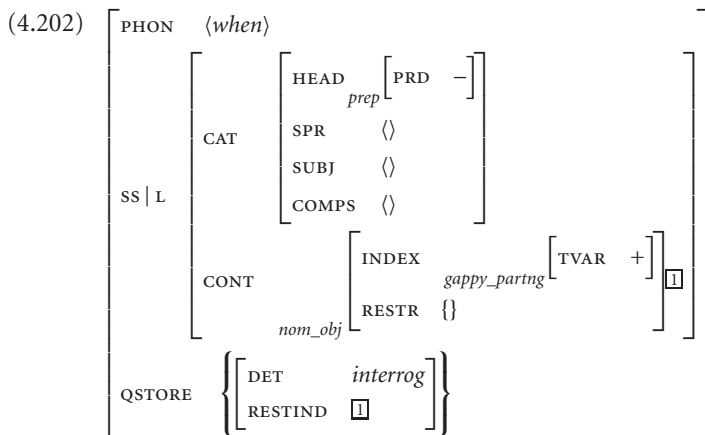 (4.202)
PHON ⟨when⟩
HEAD prep[PRD −]
CAT
SPR ⟨⟩
SUBJ ⟨⟩
SS | L
COMPS ⟨⟩
INDEX gappy_partng[TVAR +]
CONT nom_obj 1
RESTR {}
DET interrog
QSTORE
RESTIND 1